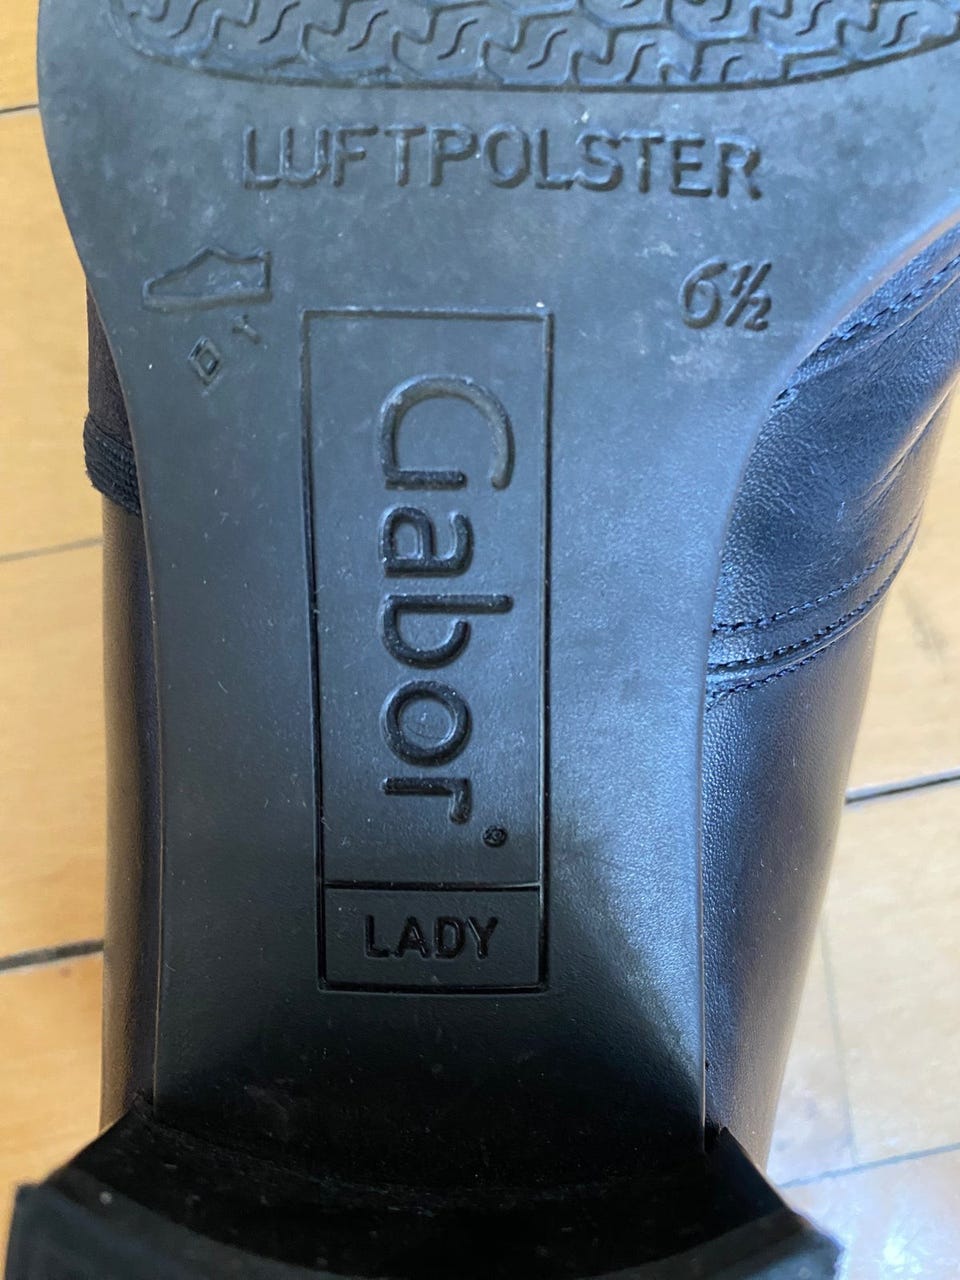 LUFTPOLSTER
6½
Gabor®
LADY